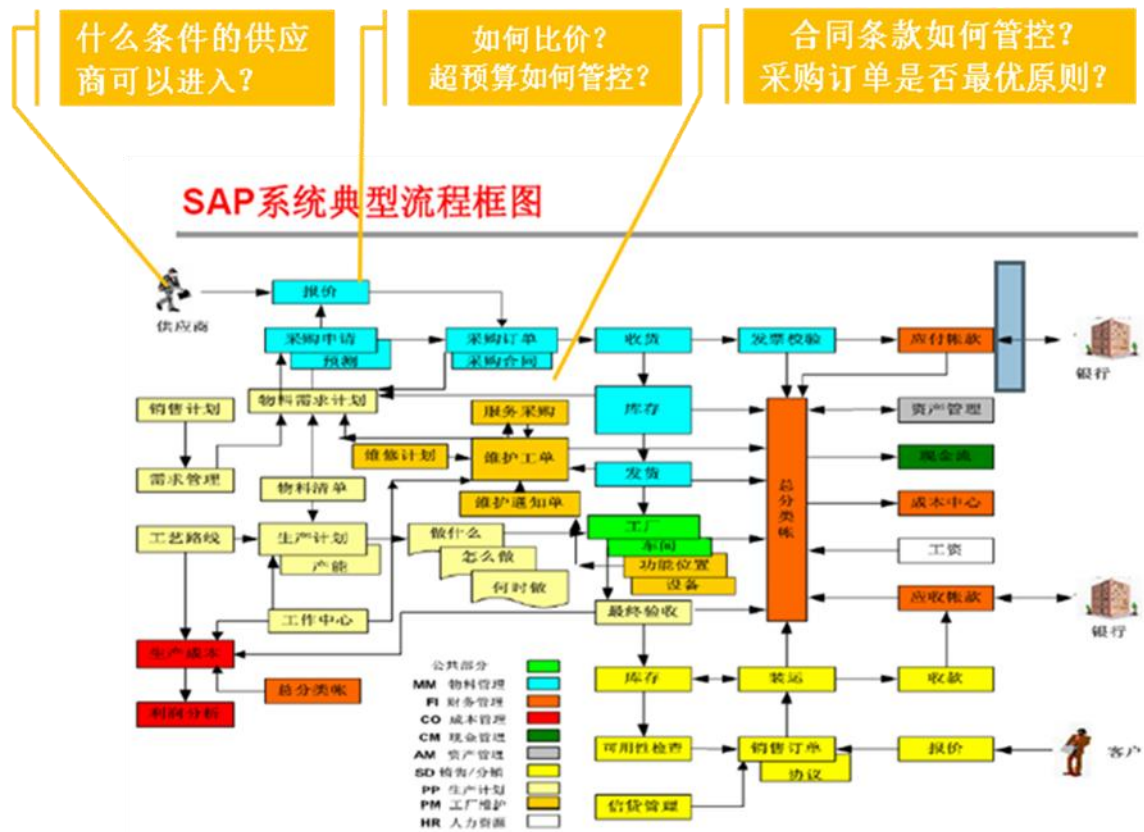 什么条件的供应
商可以进入？
如何比价？
超预算如何管控？
合同条款如何管控？
采购订单是否最优原则？
SAP系统典型流程框图
供应商
报价
采购申请
预测
采购订单
采购合同
收货
发票校验
应付帐款
银行
销售计划
物料需求计划
服务采购
库存
资产管理
需求管理
维修计划
维护工单
发货
现金流
物料清单
维护通知单
总分类帐
成本中心
工艺路线
生产计划
产能
做什么
怎么做
何时做
工厂
车间
功能位置
设备
工资
工作中心
最终验收
应收帐款
银行
生产成本
总分类帐
利润分析
公共部分
MM 物料管理
FI 财务管理
CO 成本管理
CM 现金管理
AM 资产管理
SD 销售/分销
PP 生产计划
PM 工厂维护
HR 人力资源
库存
装运
收款
可用性检查
销售订单
协议
报价
客户
信贷管理